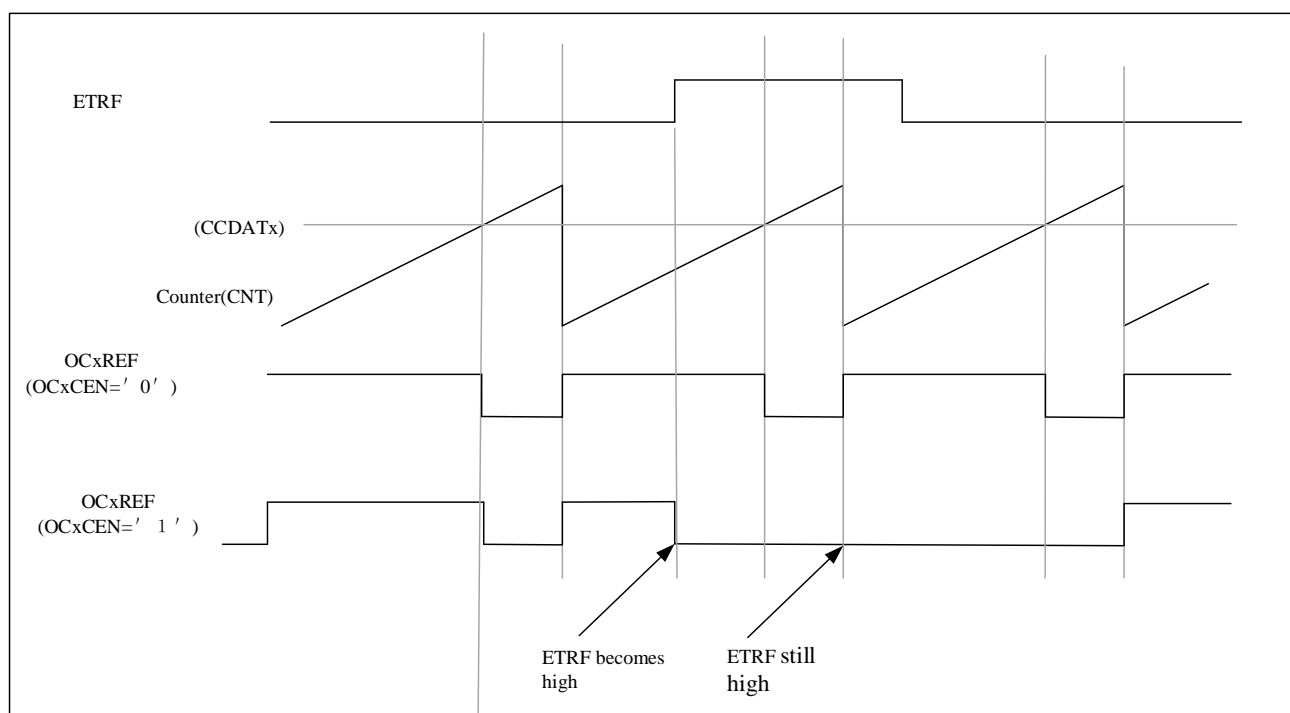 ETRF
(CCDATx)
Counter(CNT)
OCxREF
(OCxCEN=′ 0′ )
OCxREF
(OCxCEN=′ 1 ′ )
ETRF becomes
high
ETRF still
high